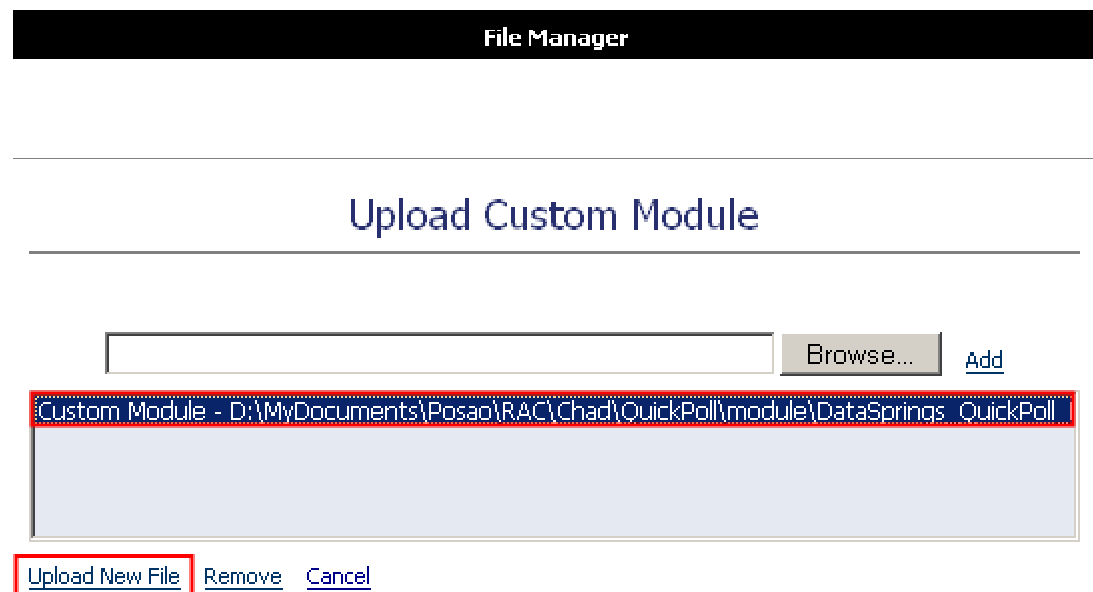 File Manager
Upload Custom Module
Browse... Add
Custom Module - D:\MyDocuments\Posao\RAC\Chad\QuickPoll\module\DataSprings_QuickPoll_
Upload New File Remove Cancel